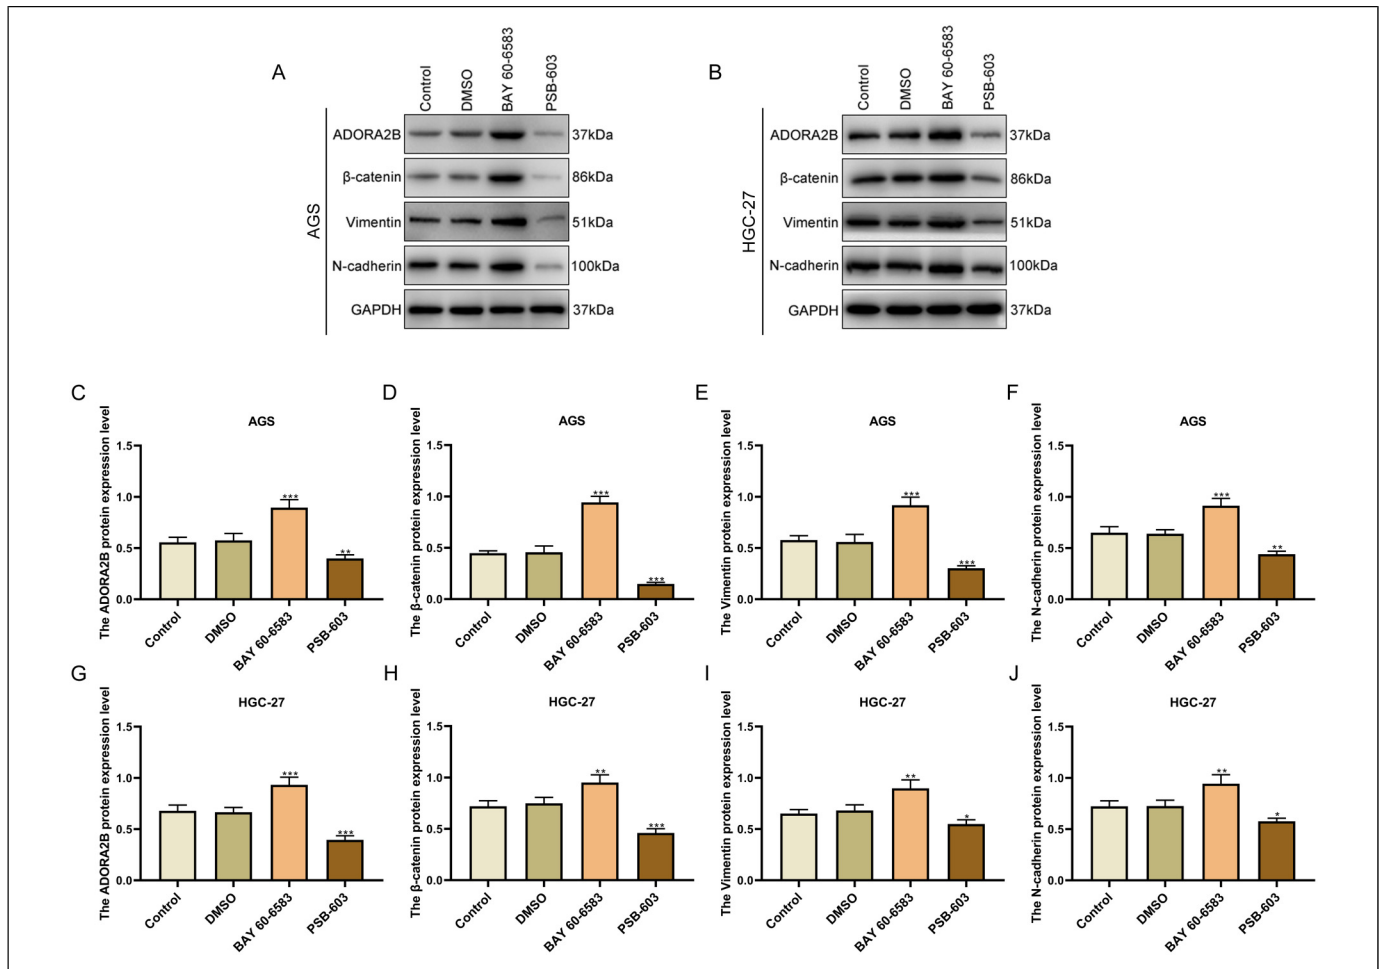 A
Control
DMSO
BAY 60-6583
PSB-603
AGS
ADORA2B 37kDa
β-catenin 86kDa
Vimentin 51kDa
N-cadherin 100kDa
GAPDH 37kDa
B
Control
DMSO
BAY 60-6583
PSB-603
HGC-27
ADORA2B 37kDa
β-catenin 86kDa
Vimentin 51kDa
N-cadherin 100kDa
GAPDH 37kDa
C
AGS
The ADORA2B protein expression level
1.5
1.0
0.5
0.0
***
**
Control
DMSO
BAY 60-6583
PSB-603
D
AGS
The β-catenin protein expression level
1.5
1.0
0.5
0.0
***
***
Control
DMSO
BAY 60-6583
PSB-603
E
AGS
The Vimentin protein expression level
1.5
1.0
0.5
0.0
***
***
Control
DMSO
BAY 60-6583
PSB-603
F
AGS
The N-cadherin protein expression level
1.5
1.0
0.5
0.0
***
**
Control
DMSO
BAY 60-6583
PSB-603
G
HGC-27
The ADORA2B protein expression level
1.5
1.0
0.5
0.0
***
***
Control
DMSO
BAY 60-6583
PSB-603
H
HGC-27
The β-catenin protein expression level
1.5
1.0
0.5
0.0
**
***
Control
DMSO
BAY 60-6583
PSB-603
I
HGC-27
The Vimentin protein expression level
1.5
1.0
0.5
0.0
**
*
Control
DMSO
BAY 60-6583
PSB-603
J
HGC-27
The N-cadherin protein expression level
1.5
1.0
0.5
0.0
**
*
Control
DMSO
BAY 60-6583
PSB-603